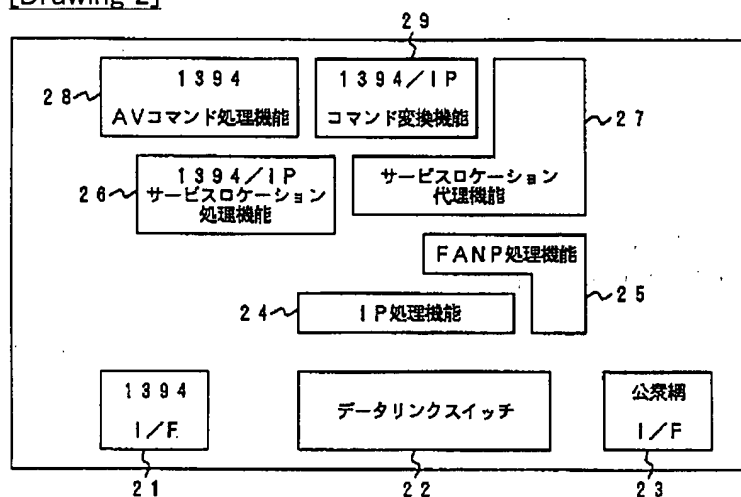 [Drawing 2]
29
1394
AVコマンド処理機能
28
1394/IP
コマンド変換機能
27
サービスロケーション
代理機能
26
1394/IP
サービスロケーション
処理機能
FANP処理機能
25
24
IP処理機能
1394
I/F
データリンクスイッチ
公衆網
I/F
21
22
23